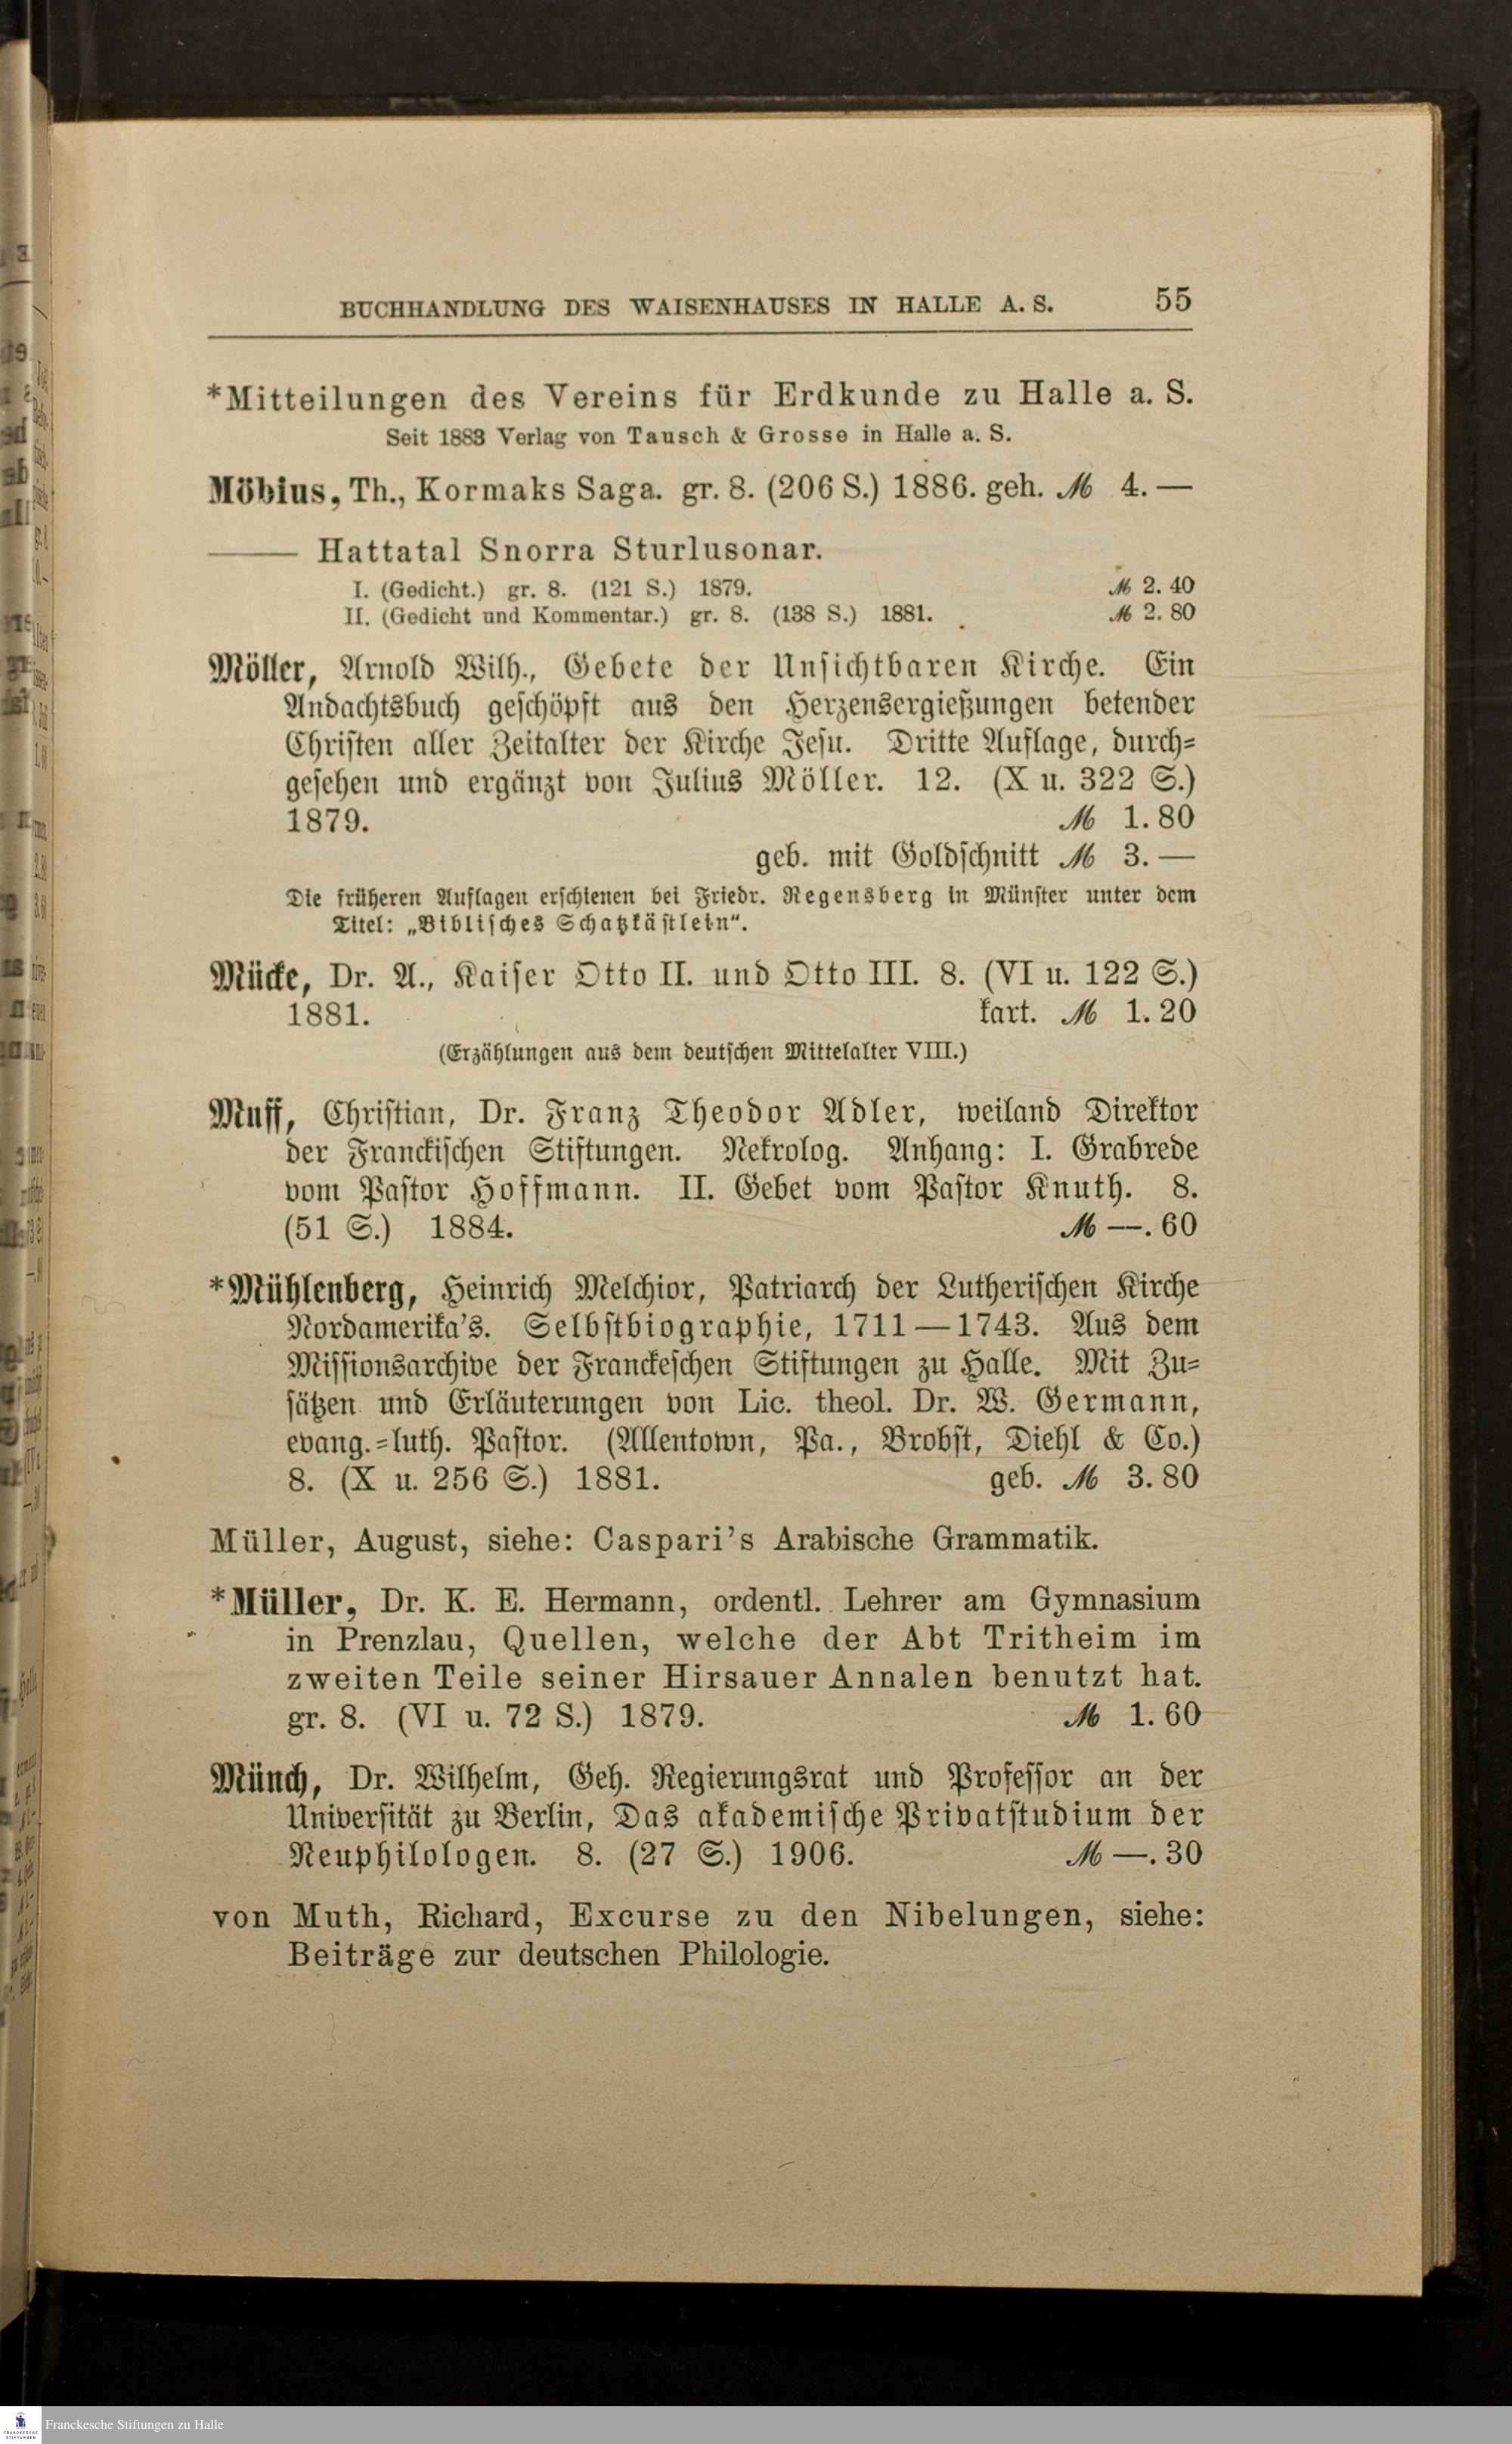 BUCHHANDLUNG DES WAISENHAUSES IN HALLE A. S. 55
*Mitteilungen des Vereins für Erdkunde zu Halle a. S.
Seit 1883 Verlag von Tausch & Grosse in Halle a. S.
Möbius, Th., Kormaks Saga. gr. 8. (206 S.) 1886. geh. ℳ 4. —
—— Hattatal Snorra Sturlusonar.
I. (Gedicht.) gr. 8. (121 S.) 1879. ℳ 2. 40
II. (Gedicht und Kommentar.) gr. 8. (138 S.) 1881. ℳ 2. 80
Möller, Arnold Wilh., Gebete der Unsichtbaren Kirche. Ein
Andachtsbuch geschöpft aus den Herzensergießungen betender
Christen aller Zeitalter der Kirche Jesu. Dritte Auflage, durch-
gesehen und ergänzt von Julius Möller. 12. (X u. 322 S.)
1879. ℳ 1. 80
geb. mit Goldschnitt ℳ 3. —
Die früheren Auflagen erschienen bei Friedr. Regensberg in Münster unter dem
Titel: „Biblisches Schatzkästlein“.
Mücke, Dr. A., Kaiser Otto II. und Otto III. 8. (VI u. 122 S.)
1881. kart. ℳ 1. 20
(Erzählungen aus dem deutschen Mittelalter VIII.)
Muff, Christian, Dr. Franz Theodor Adler, weiland Direktor
der Franckischen Stiftungen. Nekrolog. Anhang: I. Grabrede
vom Pastor Hoffmann. II. Gebet vom Pastor Knuth. 8.
(51 S.) 1884. ℳ —. 60
*Mühlenberg, Heinrich Melchior, Patriarch der Lutherischen Kirche
Nordamerika’s. Selbstbiographie, 1711—1743. Aus dem
Missionsarchive der Franckeschen Stiftungen zu Halle. Mit Zu-
sätzen und Erläuterungen von Lic. theol. Dr. W. Germann,
evang.-luth. Pastor. (Allentown, Pa., Brobst, Diehl & Co.)
8. (X u. 256 S.) 1881. geb. ℳ 3. 80
Müller, August, siehe: Caspari’s Arabische Grammatik.
*Müller, Dr. K. E. Hermann, ordentl. Lehrer am Gymnasium
in Prenzlau, Quellen, welche der Abt Tritheim im
zweiten Teile seiner Hirsauer Annalen benutzt hat.
gr. 8. (VI u. 72 S.) 1879. ℳ 1. 60
Münch, Dr. Wilhelm, Geh. Regierungsrat und Professor an der
Universität zu Berlin, Das akademische Privatstudium der
Neuphilologen. 8. (27 S.) 1906. ℳ —. 30
von Muth, Richard, Excurse zu den Nibelungen, siehe:
Beiträge zur deutschen Philologie.
Franckesche Stiftungen zu Halle